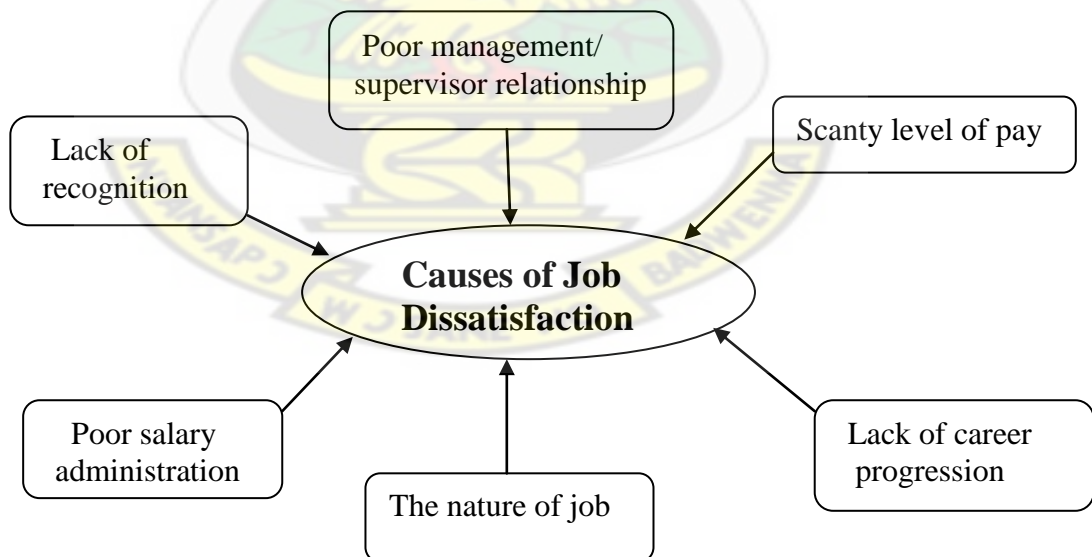 Poor management/
supervisor relationship
Scanty level of pay
Lack of
recognition
Causes of Job
Dissatisfaction
Poor salary
administration
The nature of job
Lack of career
progression